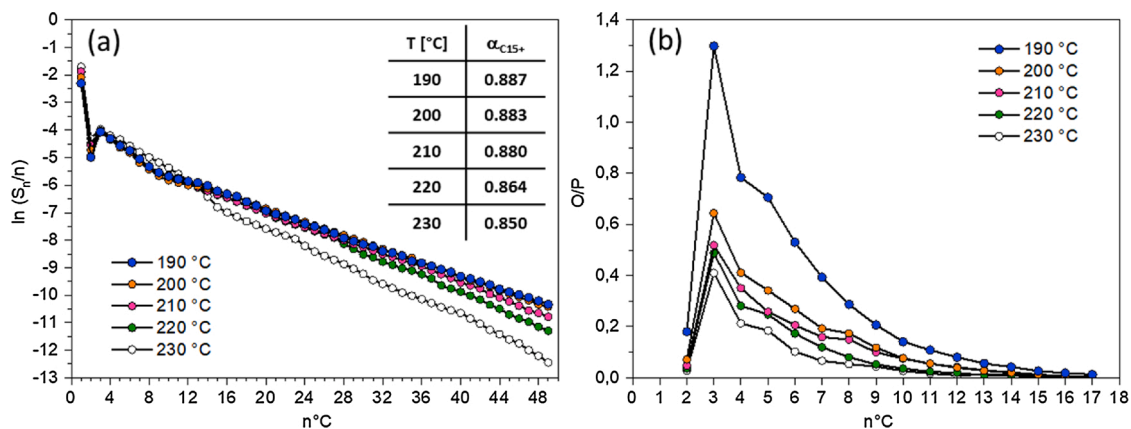 (a)
ln (Sn/n)
0
-1
-2
-3
-4
-5
-6
-7
-8
-9
-10
-11
-12
-13
T [°C] αC15+
190 0.887
200 0.883
210 0.880
220 0.864
230 0.850
190 °C
200 °C
210 °C
220 °C
230 °C
0 4 8 12 16 20 24 28 32 36 40 44 48
n°C
(b)
O/P
1,4
1,2
1,0
0,8
0,6
0,4
0,2
0,0
190 °C
200 °C
210 °C
220 °C
230 °C
0 1 2 3 4 5 6 7 8 9 10 11 12 13 14 15 16 17 18
n°C